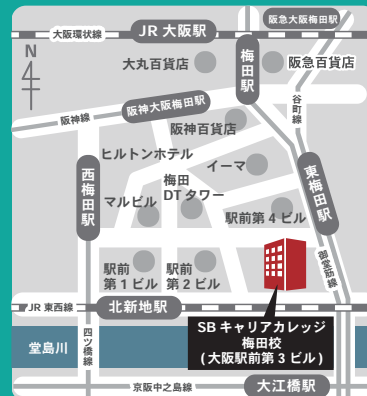 阪急大阪梅田駅
大阪環状線
JR 大阪駅
N
大丸百貨店
梅田駅
阪急百貨店
谷町線
阪神大阪梅田駅
阪神線
阪神百貨店
ヒルトンホテル
イーマ
梅田
DT タワー
西梅田駅
マルビル
東梅田駅
駅前第 4 ビル
御堂筋線
駅前
第 1 ビル
駅前
第 2 ビル
JR 東西線
北新地駅
四ツ橋線
SB キャリアカレッジ
梅田校
( 大阪駅前第 3 ビル )
堂島川
京阪中之島線
大江橋駅